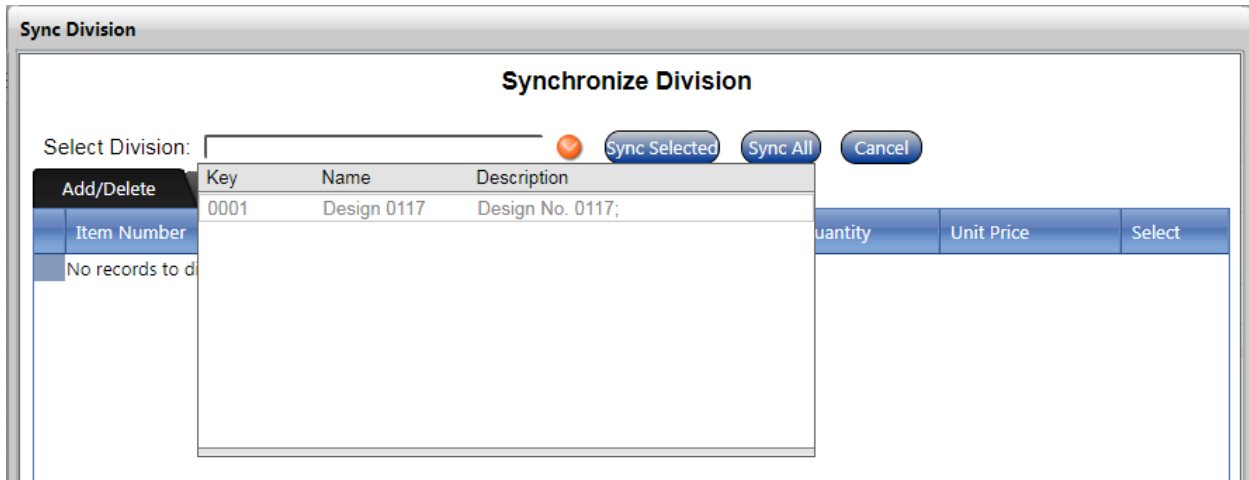 Sync Division
Synchronize Division
Select Division: Sync Selected Sync All Cancel
Key Name Description
Add/Delete
0001 Design 0117 Design No. 0117;
Item Number Unit Price Select
No records to